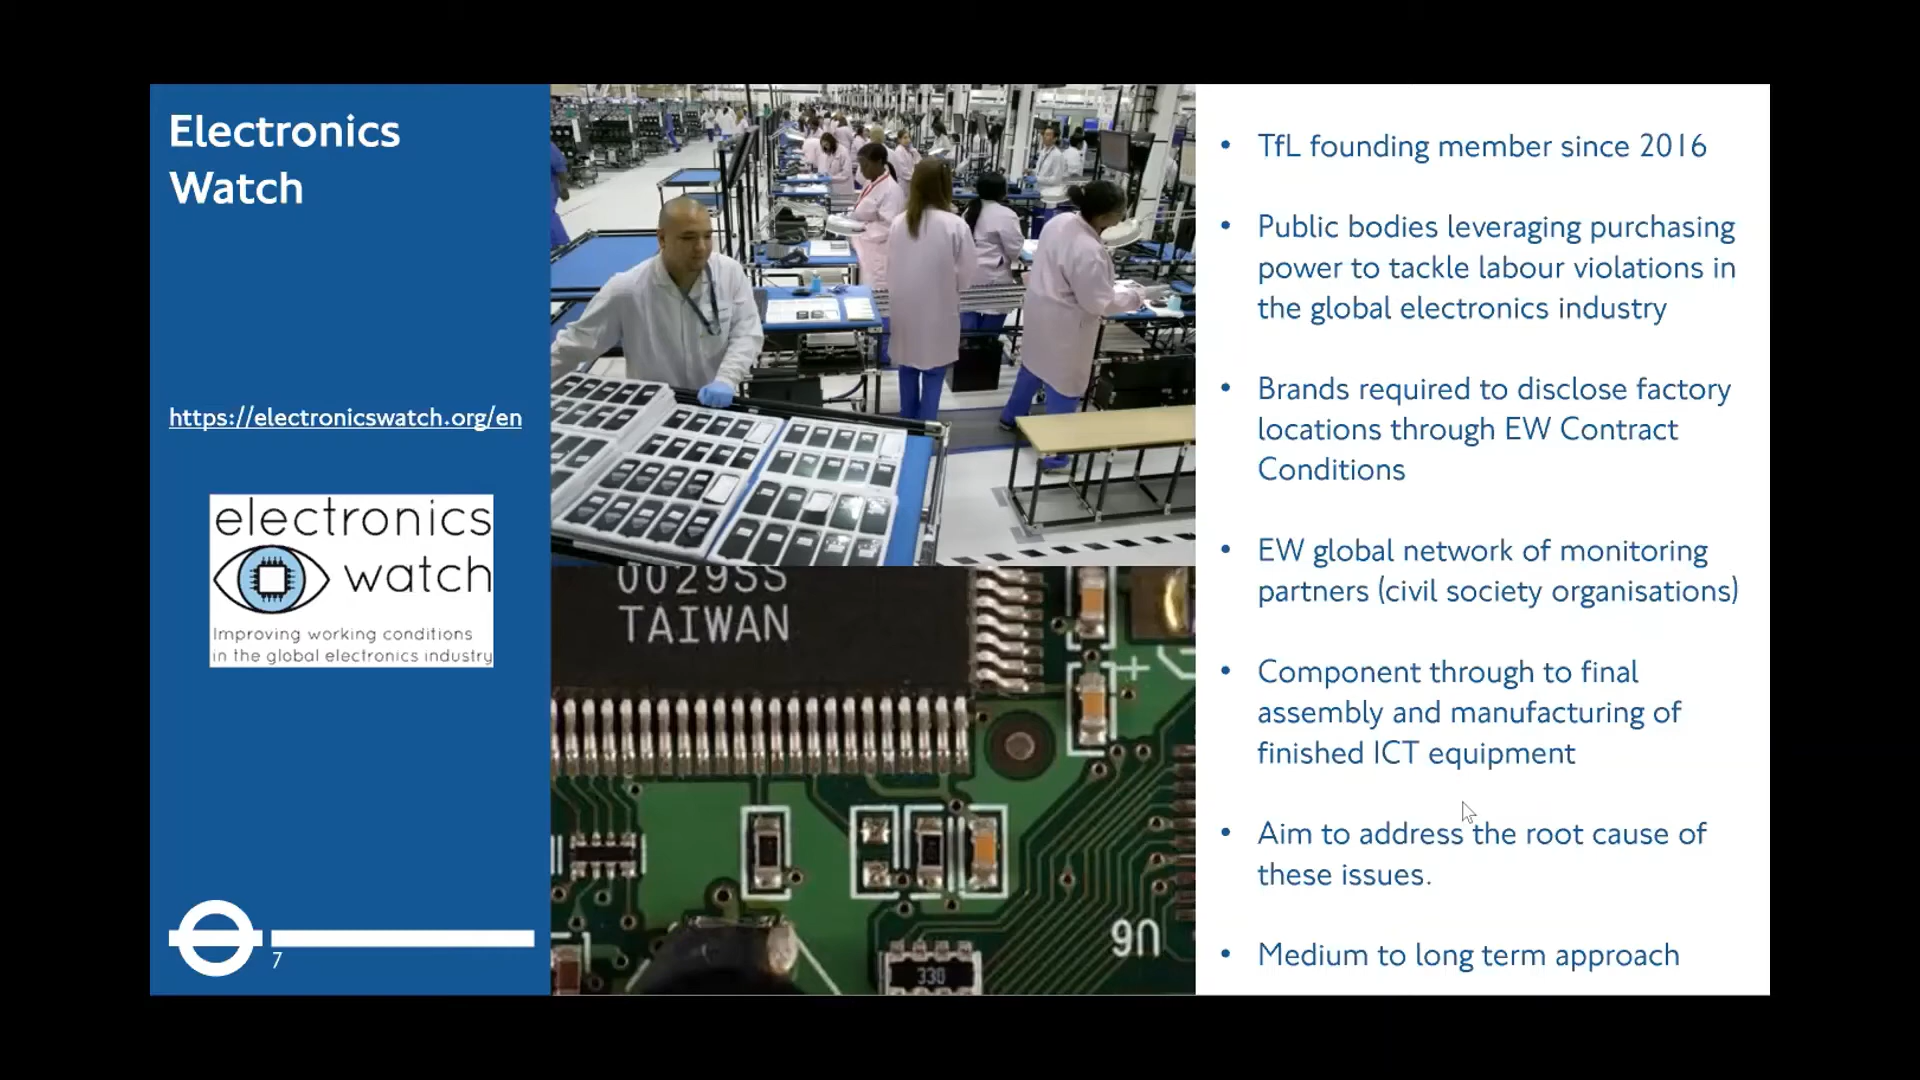 Electronics
Watch
https://electronicswatch.org/en
electronics
watch
Improving working conditions
in the global electronics industry
7
0029SS
TAIWAN
U6
330
• TfL founding member since 2016
• Public bodies leveraging purchasing
power to tackle labour violations in
the global electronics industry
• Brands required to disclose factory
locations through EW Contract
Conditions
• EW global network of monitoring
partners (civil society organisations)
• Component through to final
assembly and manufacturing of
finished ICT equipment
• Aim to address the root cause of
these issues.
• Medium to long term approach